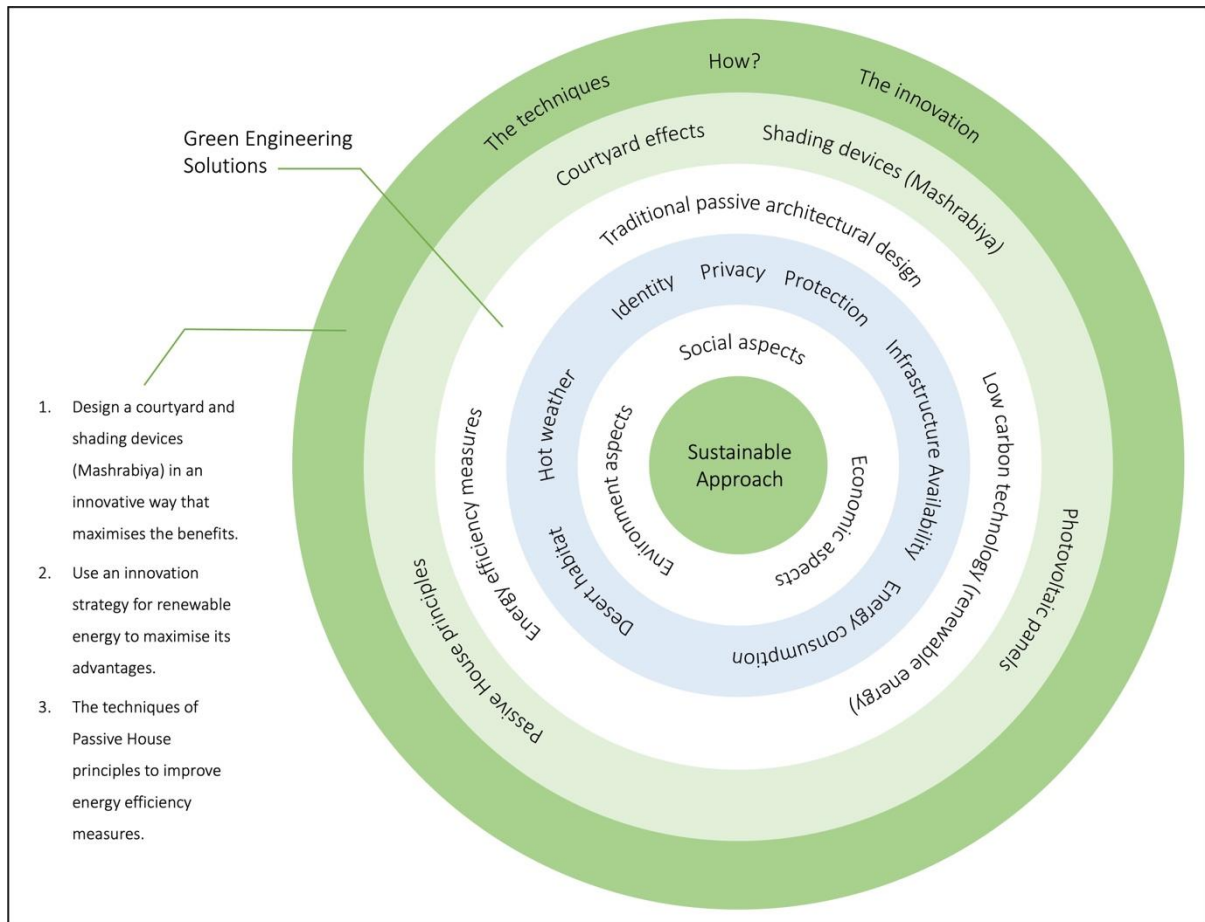 How?
The techniques
The innovation
Green Engineering
Solutions
Courtyard effects
Shading devices (Mashrabiya)
Traditional passive architectural design
Identity
Privacy
Protection
Social aspects
Hot weather
Infrastructure Availability
Low carbon technology (renewable energy)
Energy efficiency measures
Environment aspects
Sustainable
Approach
Economic aspects
Desert habitat
Energy consumption
Photovoltaic panels
Passive House principles
1. Design a courtyard and
shading devices
(Mashrabiya) in an
innovative way that
maximises the benefits.
2. Use an innovation
strategy for renewable
energy to maximise its
advantages.
3. The techniques of
Passive House
principles to improve
energy efficiency
measures.